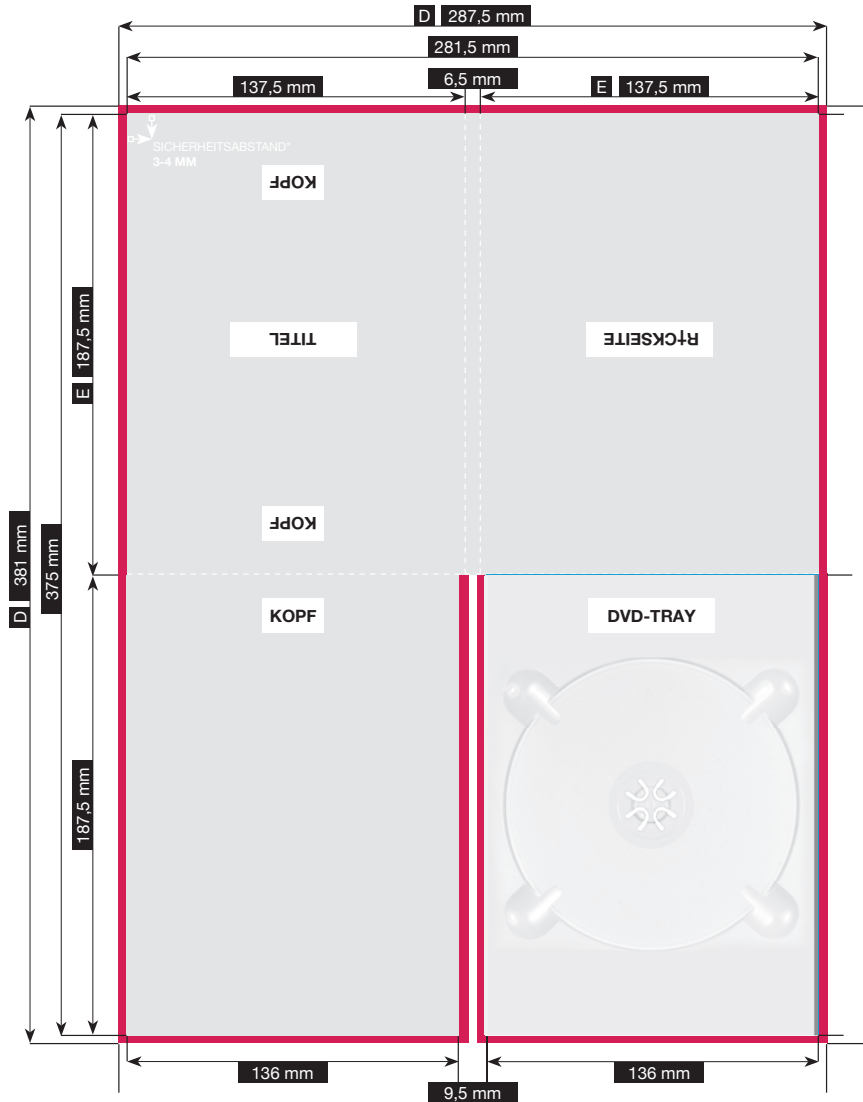 D 287,5 mm
281,5 mm
137,5 mm
6,5 mm
E 137,5 mm
SICHERHEITSABSTAND*
3-4 MM
KOPF
E 187,5 mm
TITEL
R†CKSEITE
KOPF
D 381 mm
375 mm
KOPF
DVD-TRAY
187,5 mm
136 mm
136 mm
9,5 mm